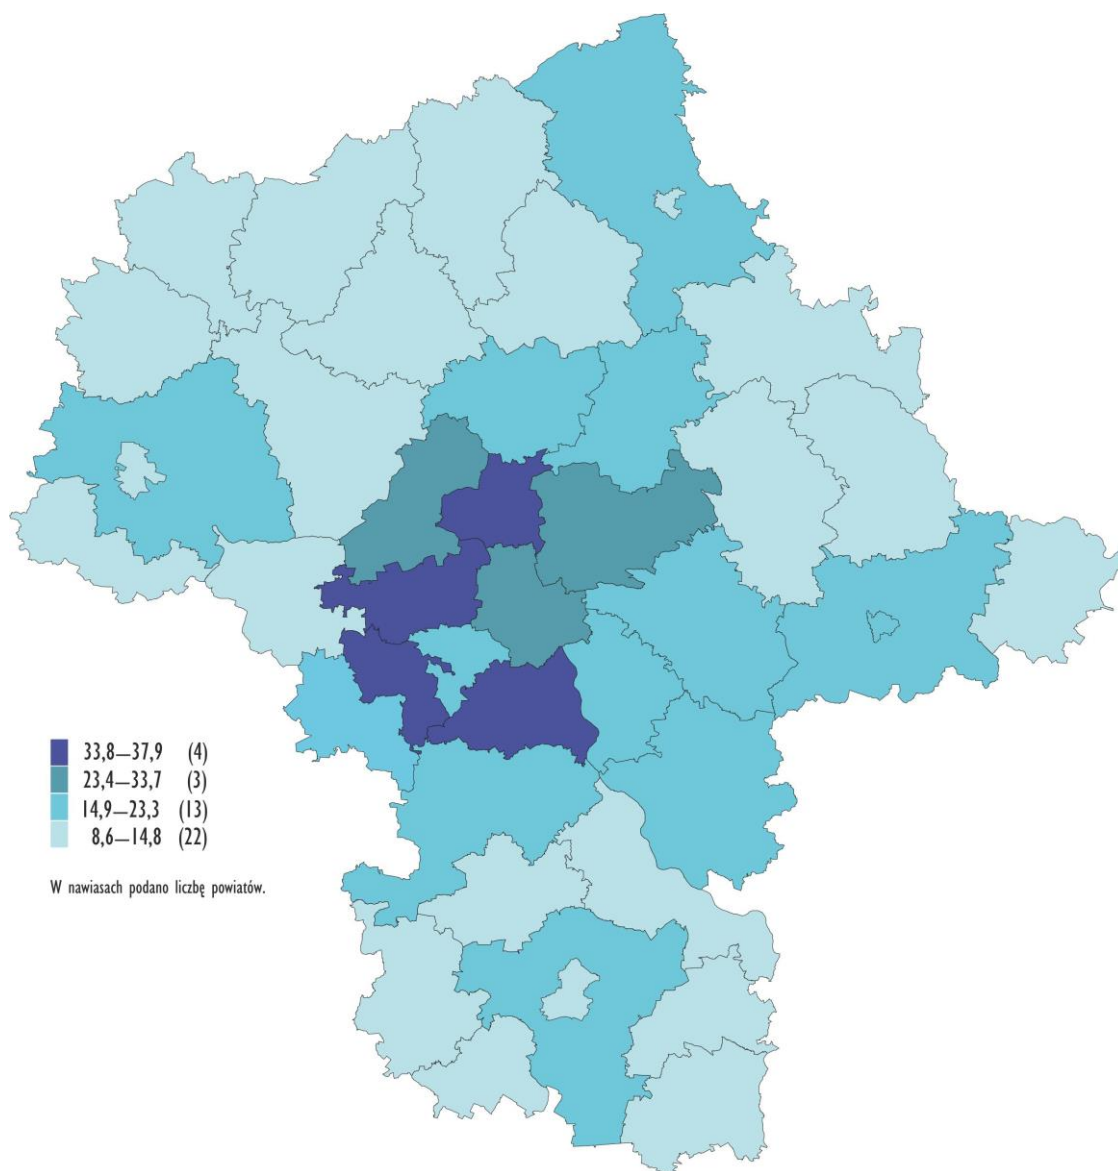 33,8—37,9 (4)
23,4—33,7 (3)
14,9—23,3 (13)
8,6—14,8 (22)
W nawiasach podano liczbę powiatów.